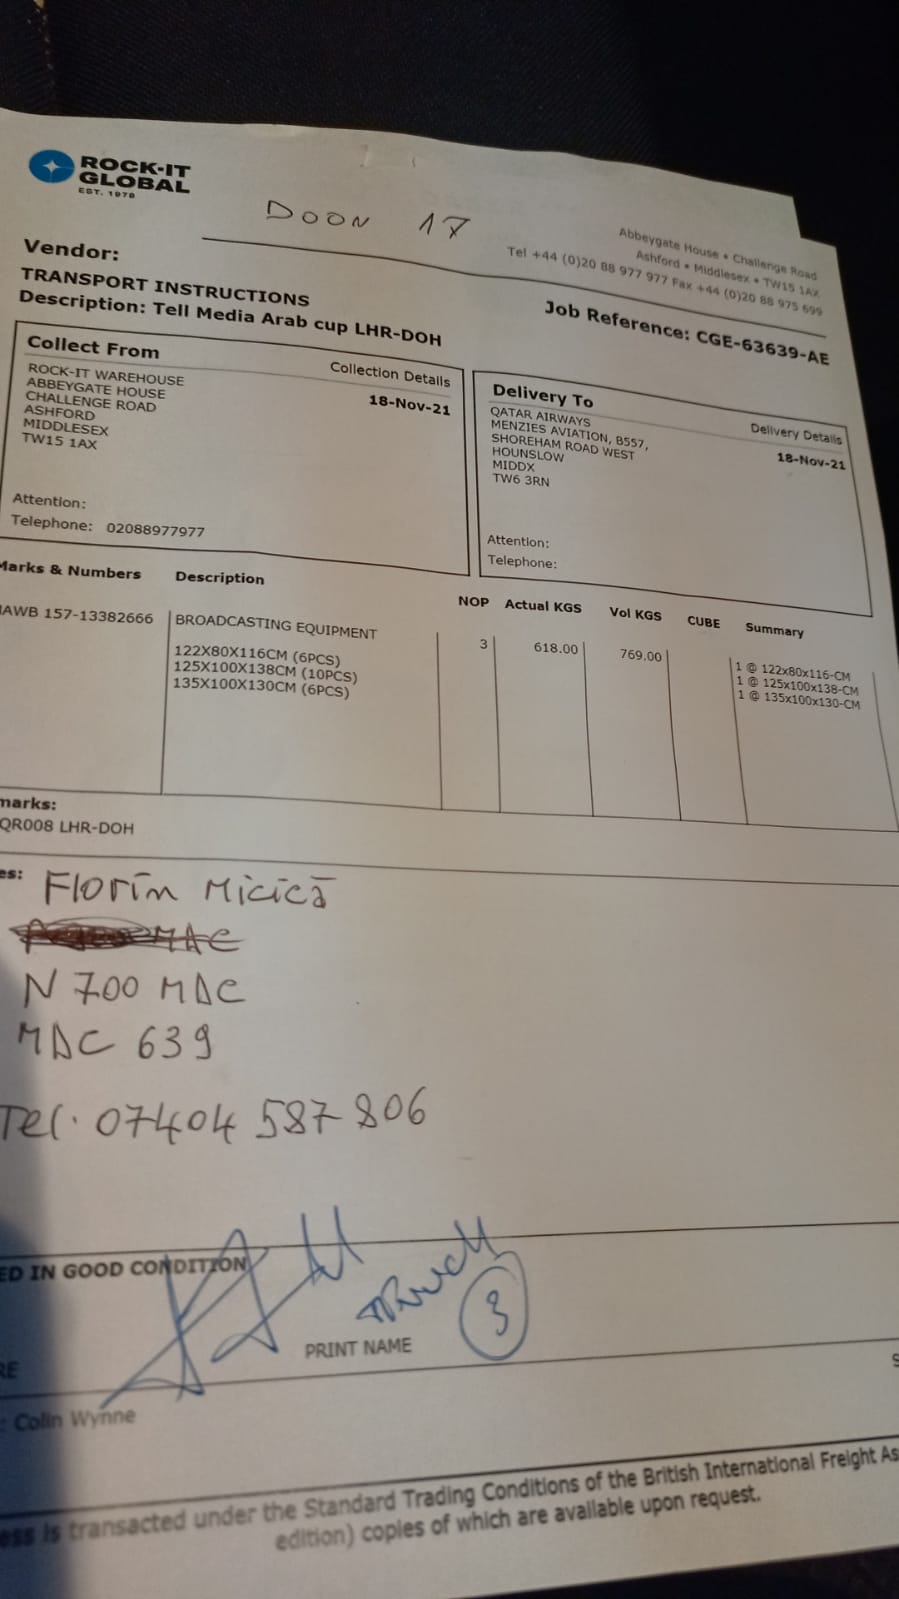 ROCK-IT
GLOBAL
EST. 1978
DOON 17
Abbeygate House • Challenge Road
Ashford • Middlesex • TW15 1AX
Tel +44 (0)20 88 977 977 Fax +44 (0)20 88 975 699
Vendor:
TRANSPORT INSTRUCTIONS
Description: Tell Media Arab cup LHR-DOH
Job Reference: CGE-63639-AE
Collect From
Collection Details
ROCK-IT WAREHOUSE
18-Nov-21
ABBEYGATE HOUSE
CHALLENGE ROAD
ASHFORD
MIDDLESEX
TW15 1AX
Attention:
Telephone: 02088977977
Delivery To
Delivery Details
QATAR AIRWAYS
18-Nov-21
MENZIES AVIATION, B557,
SHOREHAM ROAD WEST
HOUNSLOW
MIDDX
TW6 3RN
Attention:
Telephone:
Marks & Numbers Description NOP Actual KGS Vol KGS CUBE Summary
AWB 157-13382666 BROADCASTING EQUIPMENT 3 618.00 769.00
122X80X116CM (6PCS) 1 @ 122x80x116-CM
125X100X138CM (10PCS) 1 @ 125x100x138-CM
135X100X130CM (6PCS) 1 @ 135x100x130-CM
marks:
QR008 LHR-DOH
es: Florin Micică
N 700 MAC
MAC 639
Tel. 07404 587 806
ED IN GOOD CONDITION
3
PRINT NAME
RE
S
: Colin Wynne
ess is transacted under the Standard Trading Conditions of the British International Freight As
edition) copies of which are available upon request.